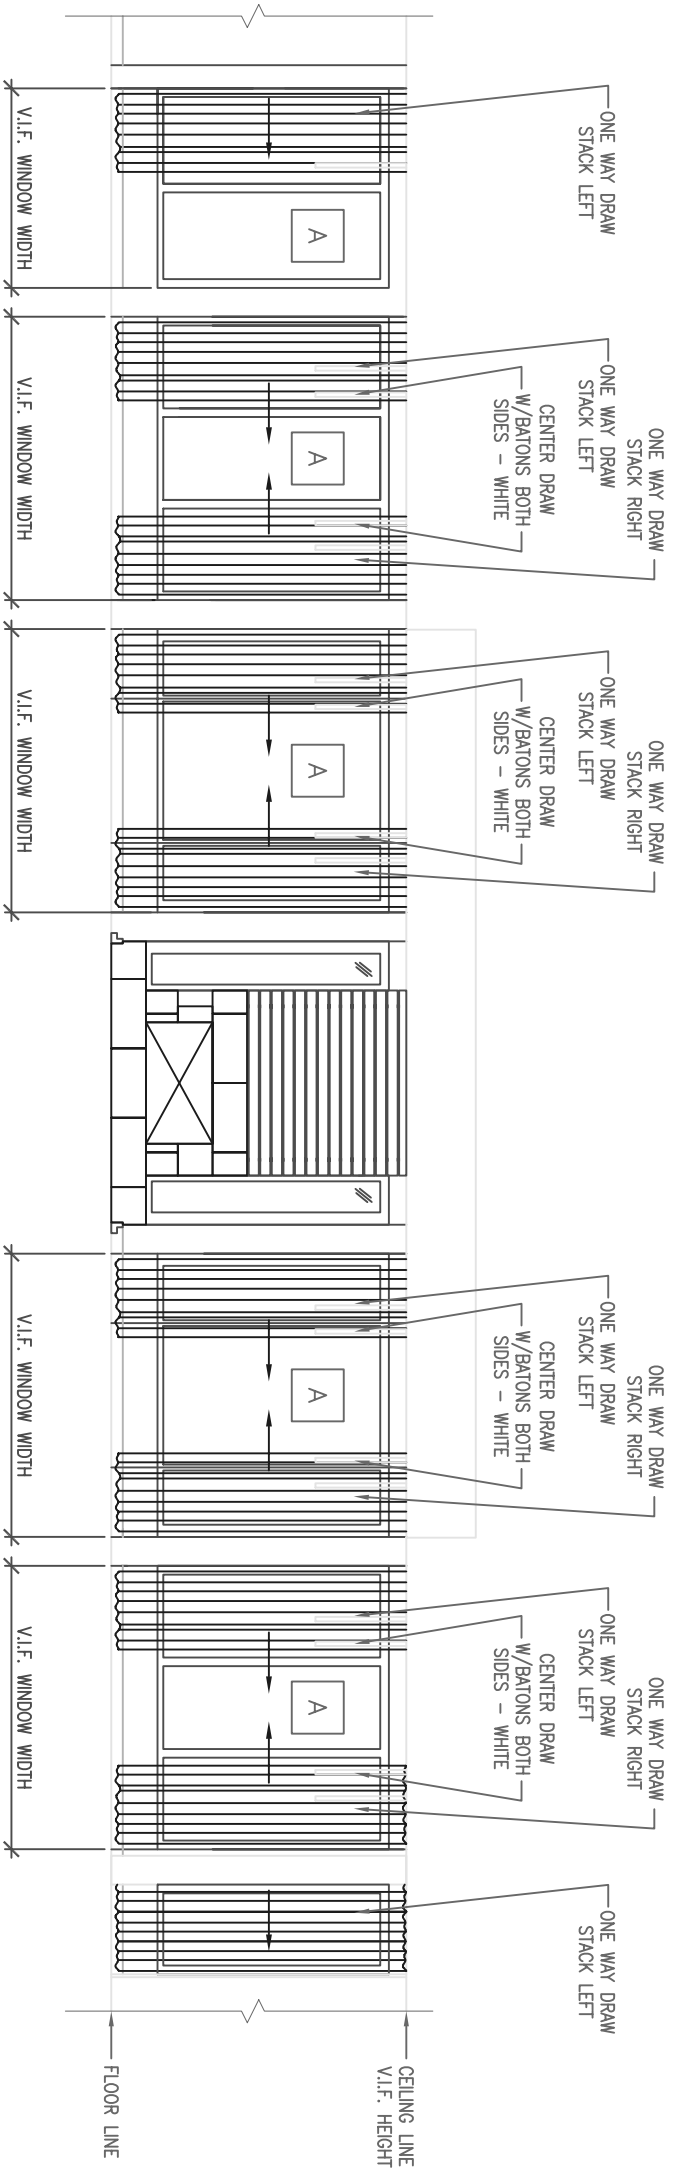 ONE WAY DRAW
STACK LEFT
A
V.I.F. WINDOW WIDTH
ONE WAY DRAW
STACK RIGHT
ONE WAY DRAW
STACK LEFT
CENTER DRAW
W/BATONS BOTH
SIDES - WHITE
A
V.I.F. WINDOW WIDTH
ONE WAY DRAW
STACK RIGHT
ONE WAY DRAW
STACK LEFT
CENTER DRAW
W/BATONS BOTH
SIDES - WHITE
A
V.I.F. WINDOW WIDTH
ONE WAY DRAW
STACK RIGHT
ONE WAY DRAW
STACK LEFT
CENTER DRAW
W/BATONS BOTH
SIDES - WHITE
A
V.I.F. WINDOW WIDTH
ONE WAY DRAW
STACK RIGHT
ONE WAY DRAW
STACK LEFT
CENTER DRAW
W/BATONS BOTH
SIDES - WHITE
A
V.I.F. WINDOW WIDTH
ONE WAY DRAW
STACK LEFT
CEILING LINE
V.I.F. HEIGHT
FLOOR LINE